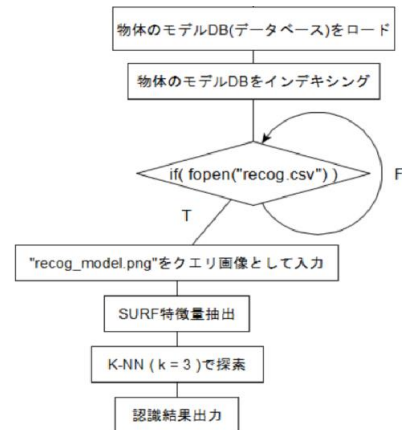 物体のモデルDB(データベース)をロード
物体のモデルDBをインデキシング
if( fopen("recog.csv") )
F
T
"recog_model.png"をクエリ画像として入力
SURF特徴量抽出
K-NN ( k = 3 )で探素
認識結果出力